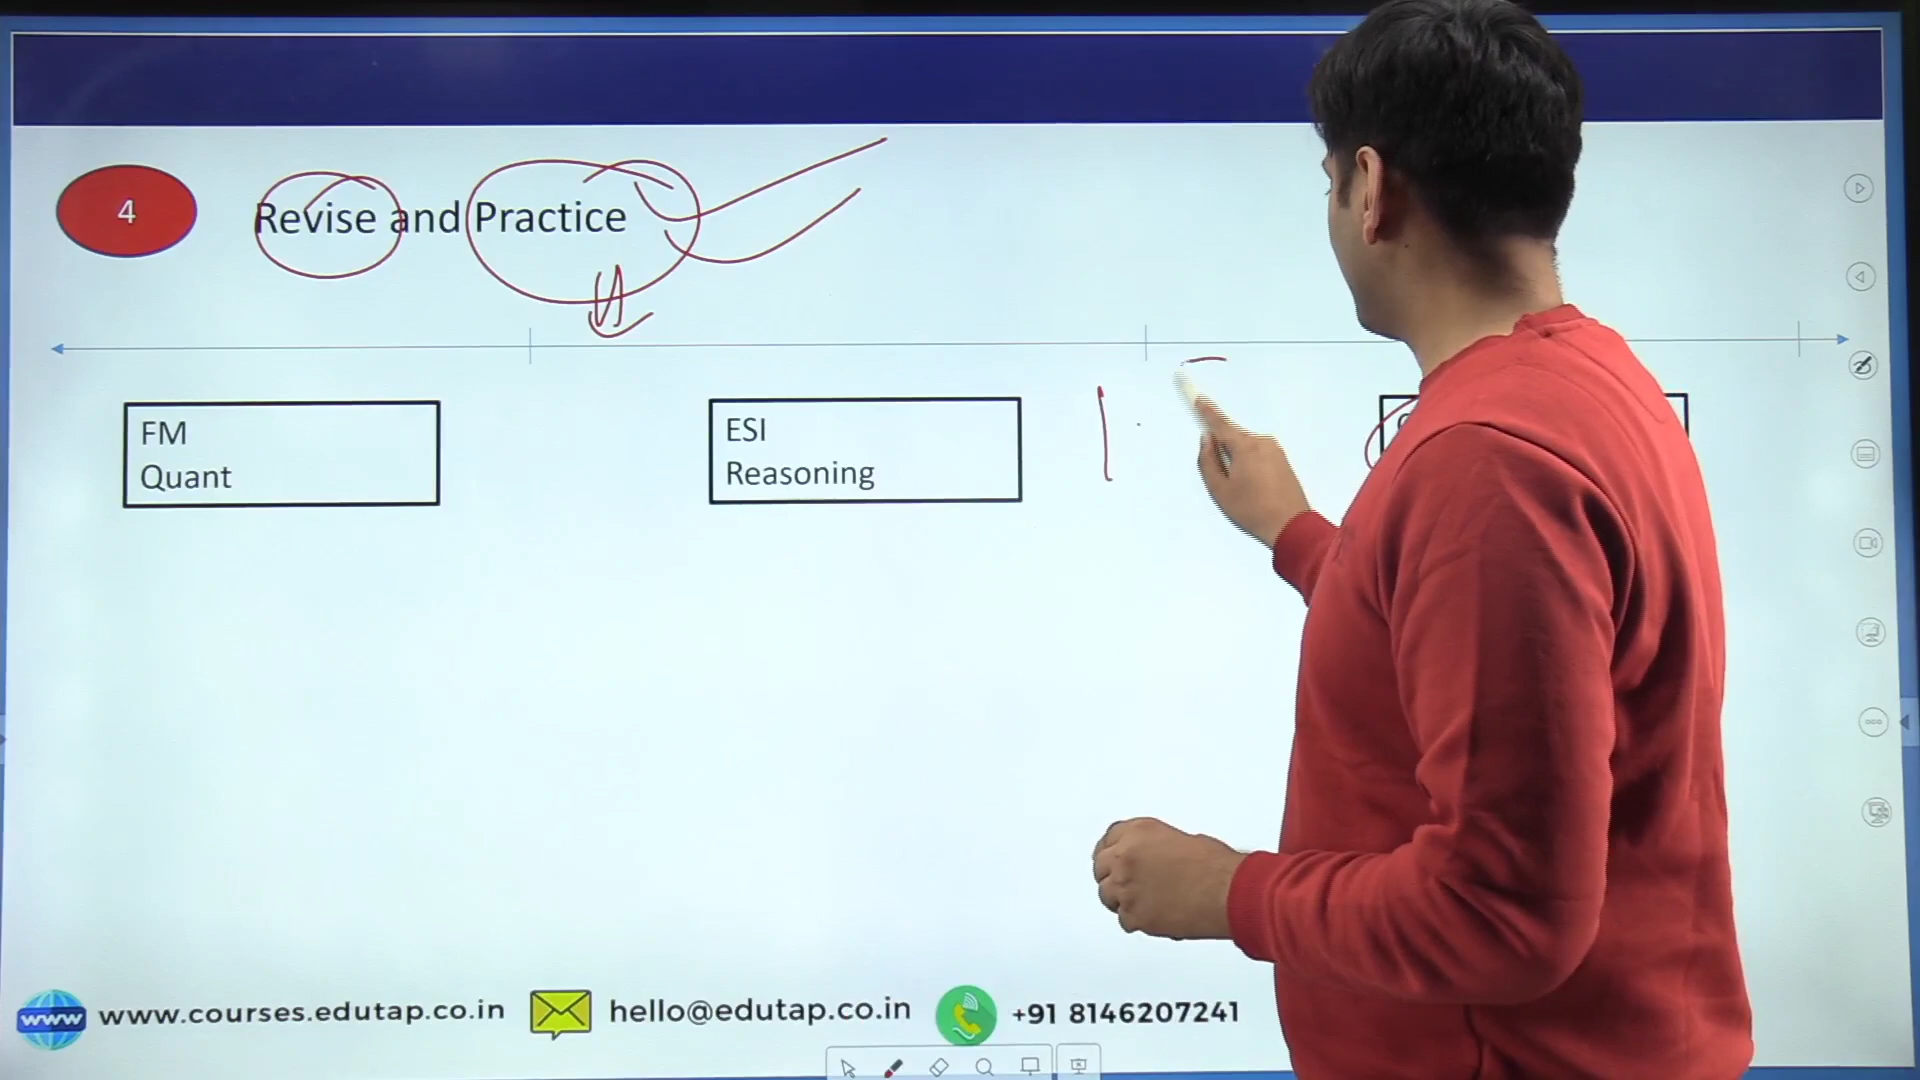 4
Revise and Practice
FM
Quant
ESI
Reasoning
www
www.courses.edutap.co.in
hello@edutap.co.in
+91 8146207241